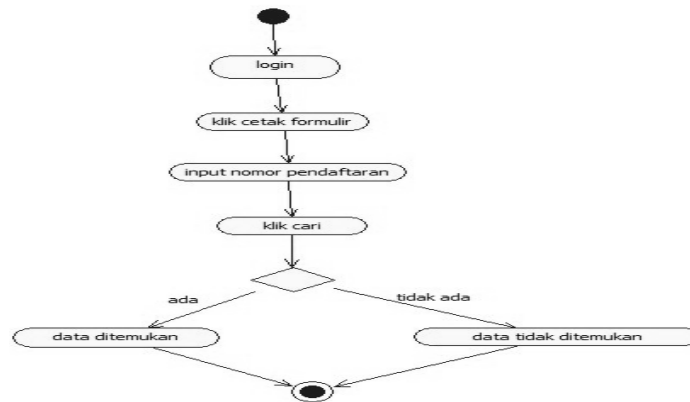 login
klik cetak formulir
input nomor pendaftaran
klik cari
ada
tidak ada
data ditemukan
data tidak ditemukan